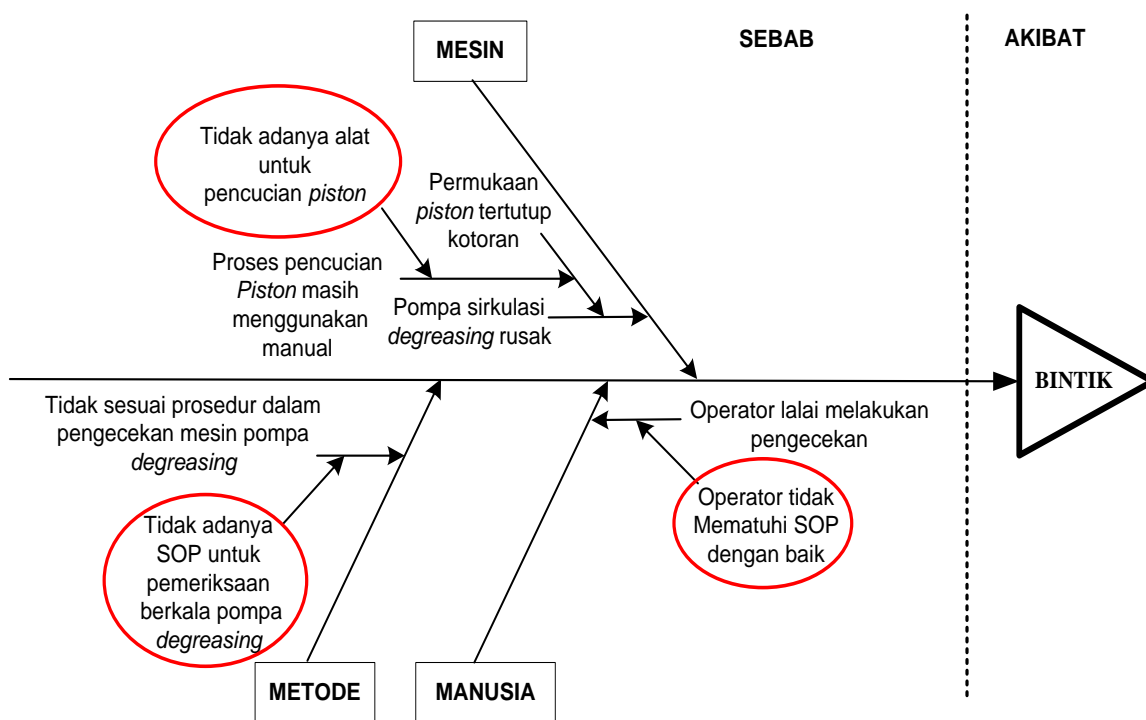 MESIN
SEBAB
AKIBAT
Tidak adanya alat
untuk
pencucian piston
Permukaan
piston tertutup
kotoran
Proses pencucian
Piston masih
menggunakan
manual
Pompa sirkulasi
degreasing rusak
BINTIK
Tidak sesuai prosedur dalam
pengecekan mesin pompa
degreasing
Operator lalai melakukan
pengecekan
Tidak adanya
SOP untuk
pemeriksaan
berkala pompa
degreasing
Operator tidak
Mematuhi SOP
dengan baik
METODE
MANUSIA